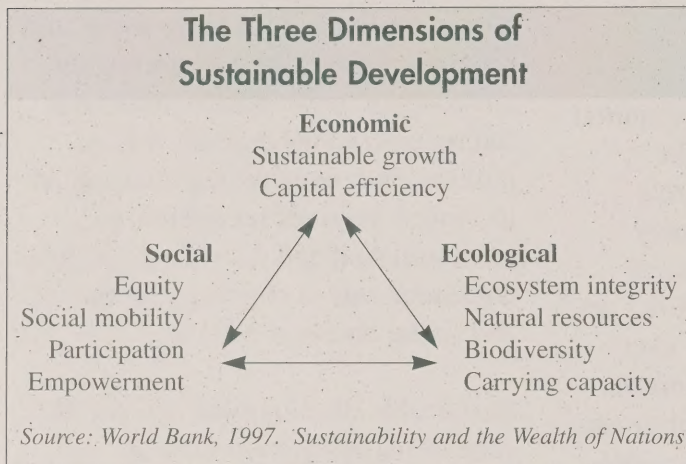 The Three Dimensions of
Sustainable Development
Economic
Sustainable growth
Capital efficiency
Social
Equity
Social mobility
Participation
Empowerment
Ecological
Ecosystem integrity
Natural resources
Biodiversity
Carrying capacity
Source: World Bank, 1997. Sustainability and the Wealth of Nations